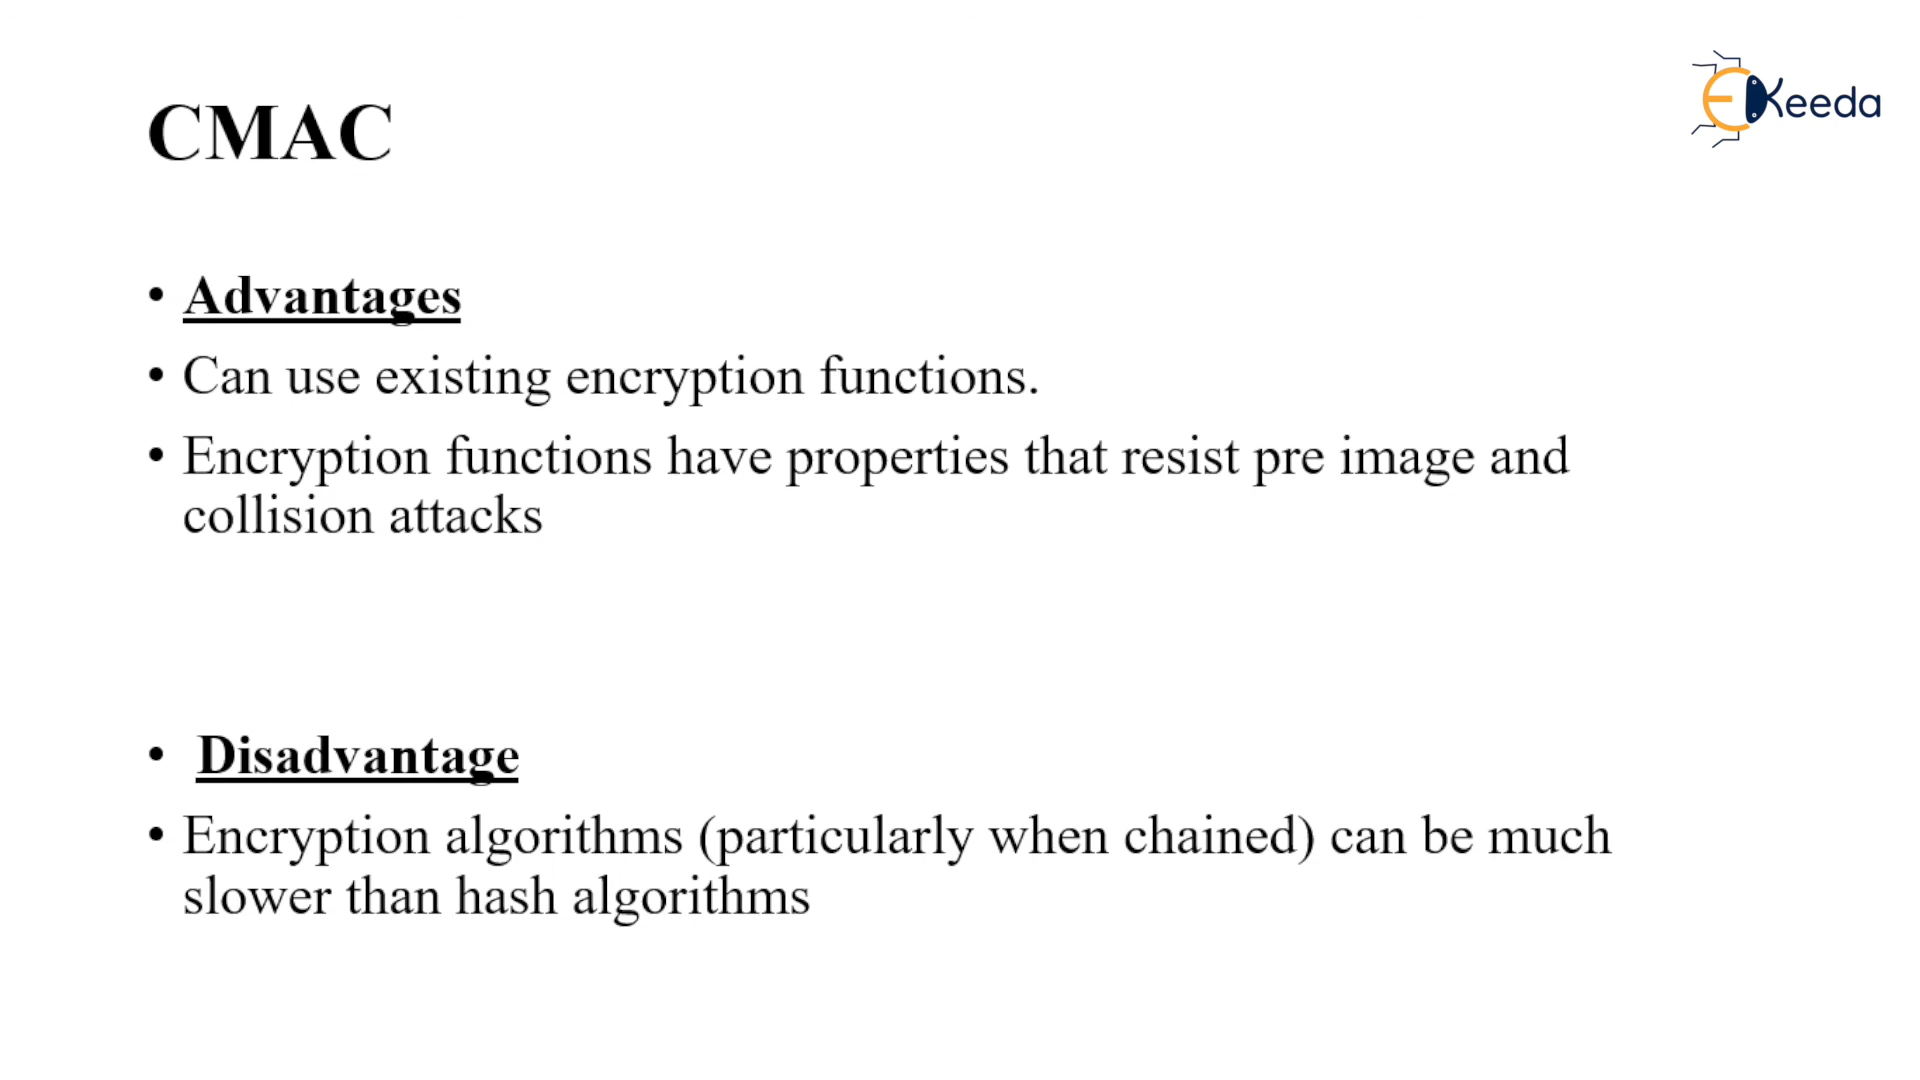 EKeeda
CMAC
• Advantages
• Can use existing encryption functions.
• Encryption functions have properties that resist pre image and
collision attacks
• Disadvantage
• Encryption algorithms (particularly when chained) can be much
slower than hash algorithms